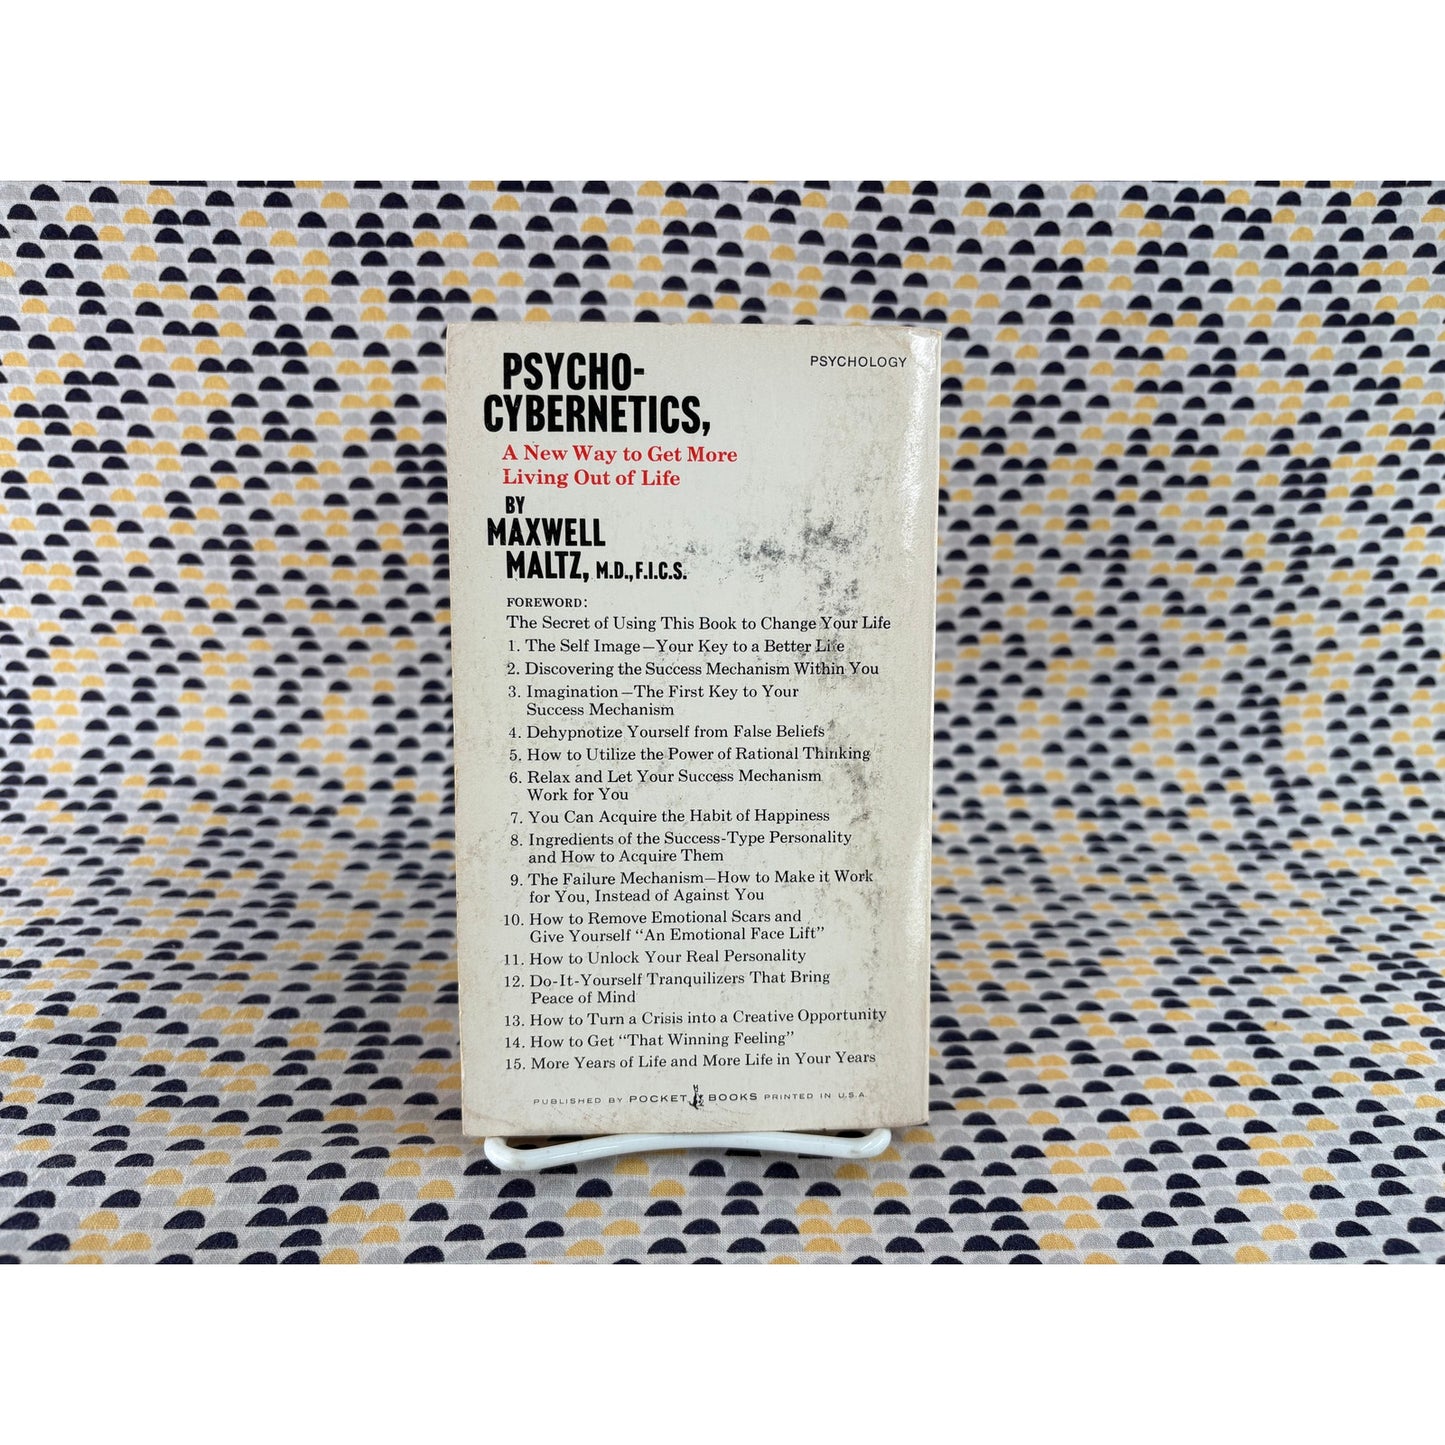 PSYCHOLOGY
PSYCHO-
CYBERNETICS,
A New Way to Get More
Living Out of Life
BY
MAXWELL
MALTZ, M.D., F.I.C.S.
FOREWORD:
The Secret of Using This Book to Change Your Life
1. The Self Image—Your Key to a Better Life
2. Discovering the Success Mechanism Within You
3. Imagination—The First Key to Your
Success Mechanism
4. Dehypnotize Yourself from False Beliefs
5. How to Utilize the Power of Rational Thinking
6. Relax and Let Your Success Mechanism
Work for You
7. You Can Acquire the Habit of Happiness
8. Ingredients of the Success-Type Personality
and How to Acquire Them
9. The Failure Mechanism—How to Make it Work
for You, Instead of Against You
10. How to Remove Emotional Scars and
Give Yourself "An Emotional Face Lift"
11. How to Unlock Your Real Personality
12. Do-It-Yourself Tranquilizers That Bring
Peace of Mind
13. How to Turn a Crisis into a Creative Opportunity
14. How to Get "That Winning Feeling"
15. More Years of Life and More Life in Your Years
PUBLISHED BY POCKET BOOKS PRINTED IN U.S.A.